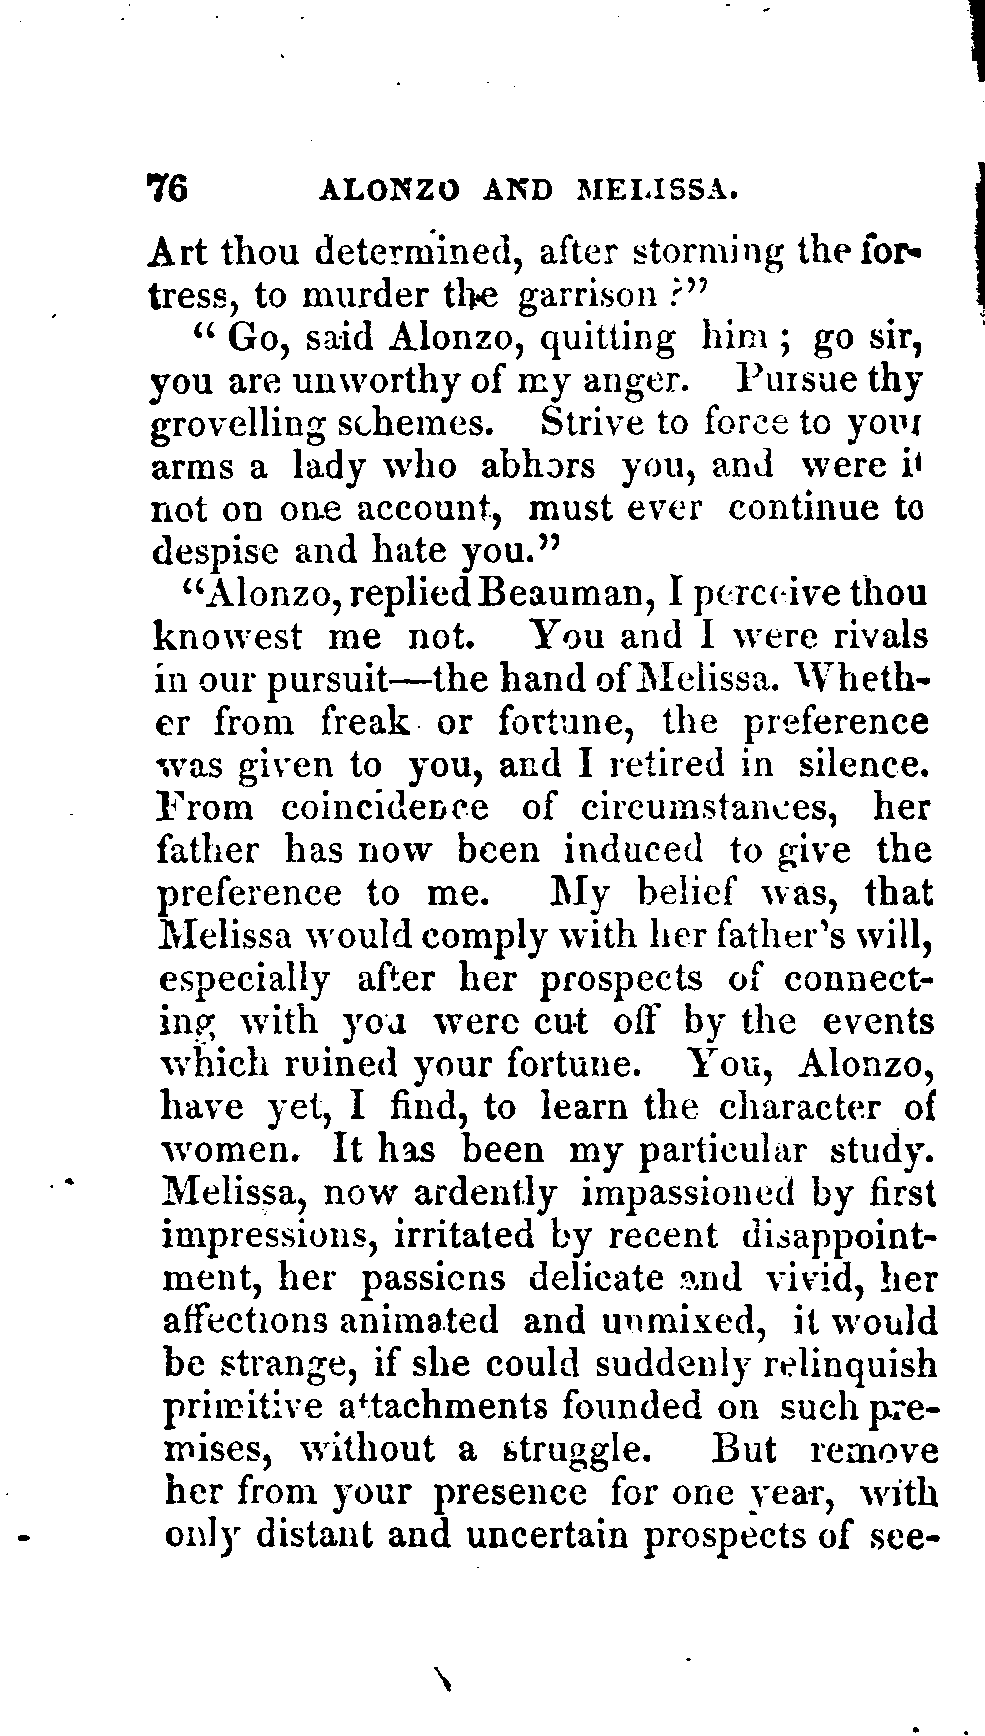 76 ALONZO AND MELISSA.
Art thou determined, after storming the for-
tress, to murder the garrison?"
" Go, said Alonzo, quitting him ; go sir,
you are unworthy of my anger. Pursue thy
grovelling schemes. Strive to force to your
arms a lady who abhors you, and were it
not on one account, must ever continue to
despise and hate you."
"Alonzo, replied Beauman, I perceive thou
knowest me not. You and I were rivals
in our pursuit—the hand of Melissa. Wheth-
er from freak or fortune, the preference
was given to you, and I retired in silence.
From coincidence of circumstances, her
father has now been induced to give the
preference to me. My belief was, that
Melissa would comply with her father's will,
especially after her prospects of connect-
ing with you were cut off by the events
which ruined your fortune. You, Alonzo,
have yet, I find, to learn the character of
women. It has been my particular study.
Melissa, now ardently impassioned by first
impressions, irritated by recent disappoint-
ment, her passions delicate and vivid, her
affections animated and unmixed, it would
be strange, if she could suddenly relinquish
primitive attachments founded on such pre-
mises, without a struggle. But remove
her from your presence for one year, with
only distant and uncertain prospects of see-